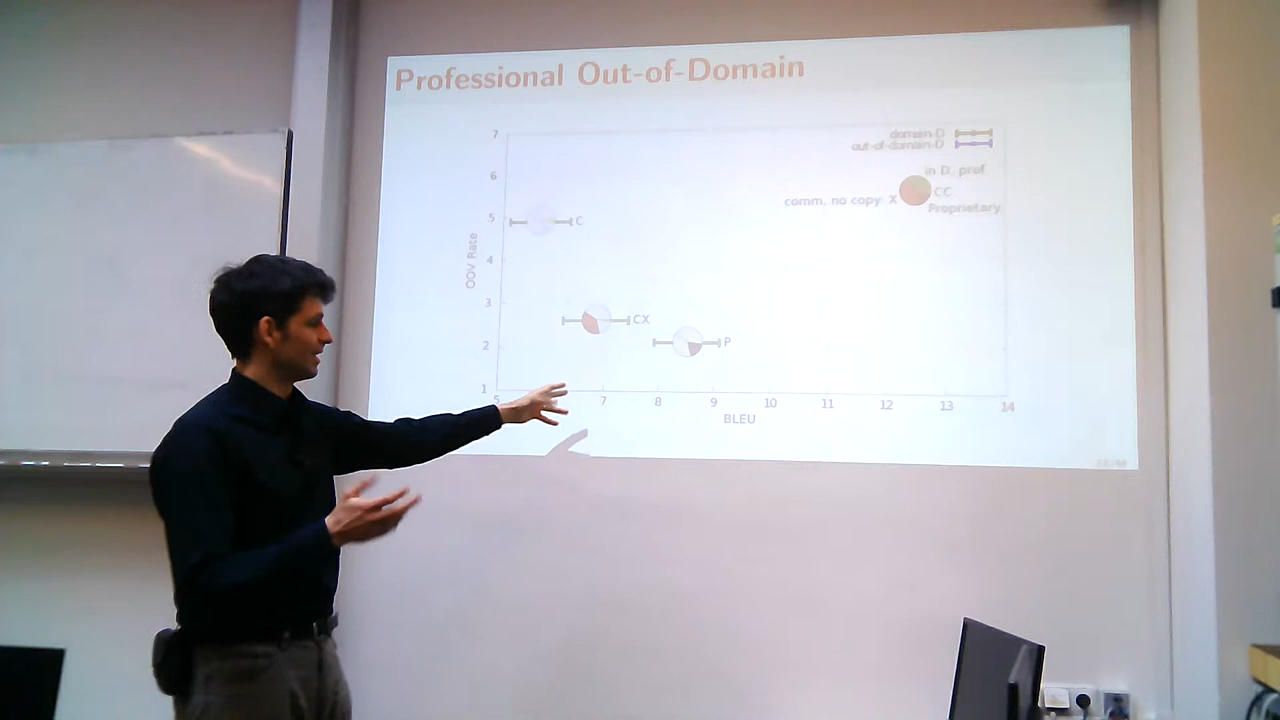 Professional Out-of-Domain
domain-D
out-of-domain-D
in D, prof
comm. no copy X
CC
Proprietary
OOV Rate
7
6
5
4
3
2
1
C
CX
P
5
7
8
9
10
11
12
13
14
BLEU